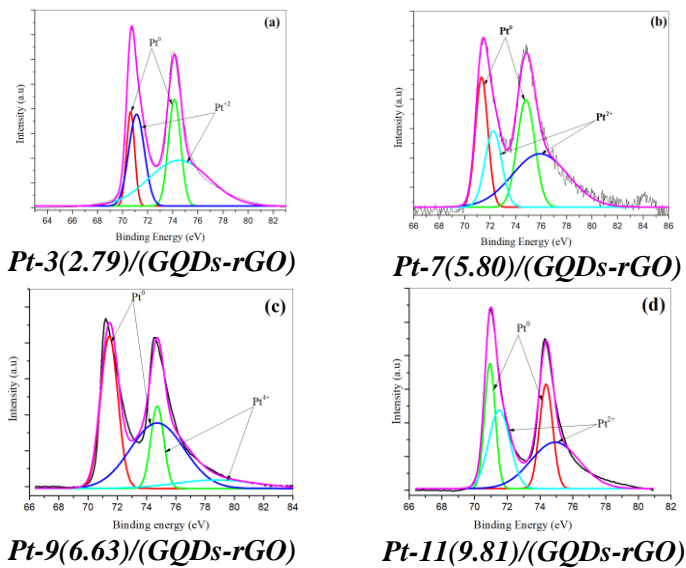 (a)
Pt0
Pt+2
Intensity (a.u)
64 66 68 70 72 74 76 78 80 82
Binding Energy (eV)
Pt-3(2.79)/(GQDs-rGO)
(b)
Pt0
Pt2+
Intensity (a.u)
66 68 70 72 74 76 78 80 82 84 86
Binding Energy (eV)
Pt-7(5.80)/(GQDs-rGO)
(c)
Pt0
Pt4+
Intensity (a.u)
66 68 70 72 74 76 78 80 82 84
Binding energy (eV)
Pt-9(6.63)/(GQDs-rGO)
(d)
Pt0
Pt2+
Intensity (a.u)
66 68 70 72 74 76 78 80 82
Binding Energy (eV)
Pt-11(9.81)/(GQDs-rGO)